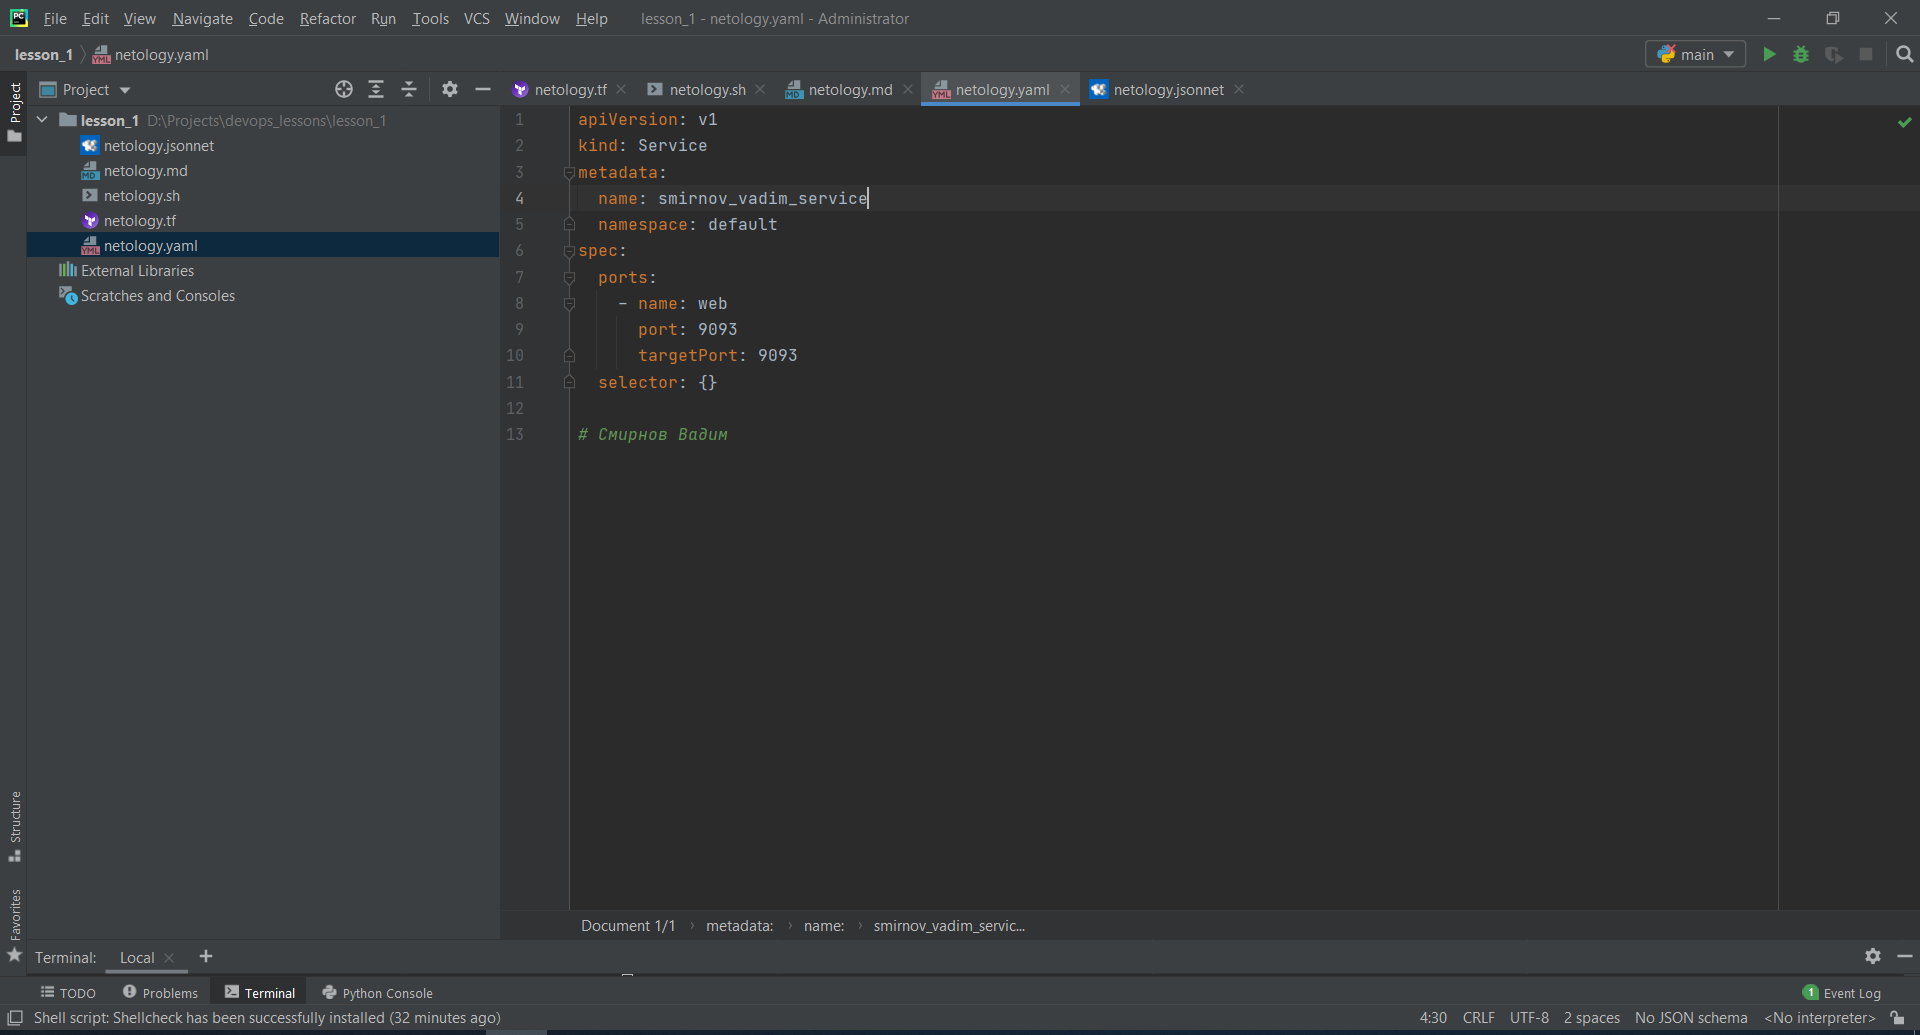 File Edit View Navigate Code Refactor Run Tools VCS Window Help lesson_1 - netology.yaml - Administrator
lesson_1 netology.yaml main
Project
Project
netology.tf netology.sh netology.md netology.yaml netology.jsonnet
lesson_1 D:\Projects\devops_lessons\lesson_1
netology.jsonnet
netology.md
netology.sh
netology.tf
netology.yaml
External Libraries
Scratches and Consoles
1 apiVersion: v1
2 kind: Service
3 metadata:
4 name: smirnov_vadim_service
5 namespace: default
6 spec:
7 ports:
8 - name: web
9 port: 9093
10 targetPort: 9093
11 selector: {}
12
13 # Смирнов Вадим
Structure
Favorites
Document 1/1 › metadata: › name: › smirnov_vadim_servic...
Terminal: Local +
TODO Problems Terminal Python Console 1 Event Log
Shell script: Shellcheck has been successfully installed (32 minutes ago) 4:30 CRLF UTF-8 2 spaces No JSON schema <No interpreter>